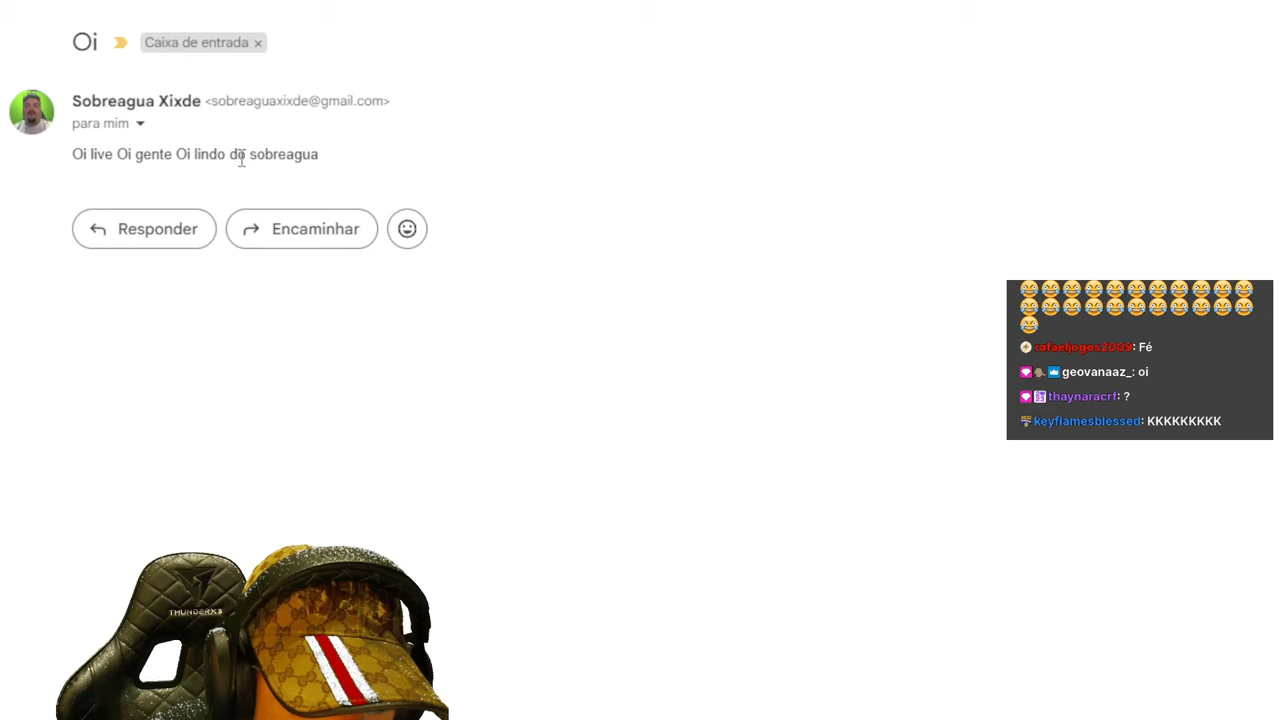 Oi
Caixa de entrada ×
Sobreagua Xixde <sobreaguaxixde@gmail.com>
para mim
Oi live Oi gente Oi lindo do sobreagua
Responder
Encaminhar
😂😂😂😂😂😂😂😂😂😂😂
😂😂😂😂😂😂😂😂😂😂😂
😂
rafaeljogos2009: Fé
geovanaaz_: oi
thaynaracrf: ?
keyflamesblessed: KKKKKKKKK
THUNDERX3